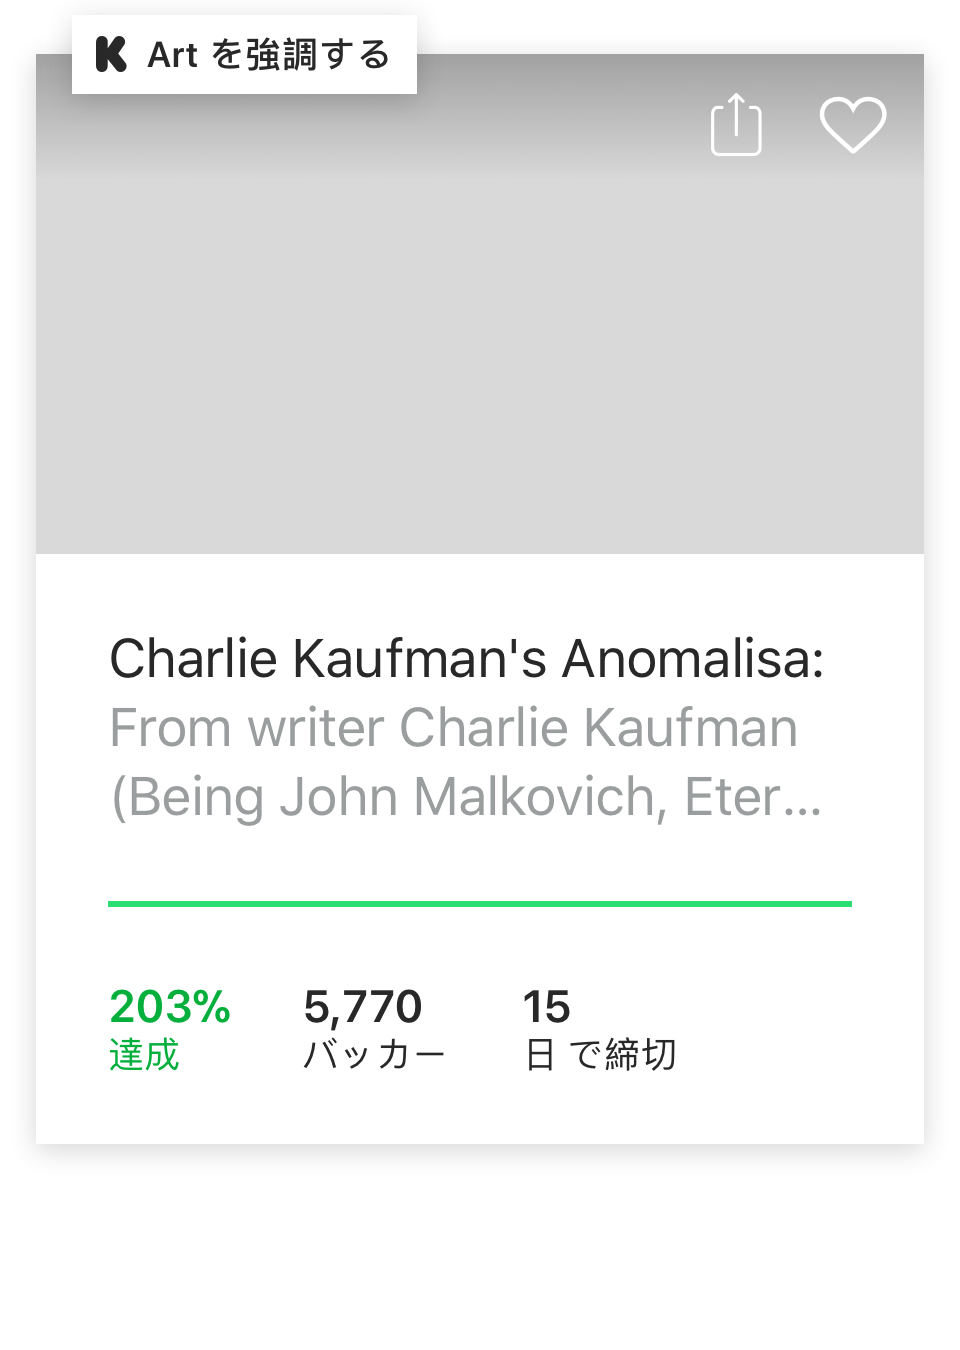 K Art を強調する
Charlie Kaufman's Anomalisa:
From writer Charlie Kaufman
(Being John Malkovich, Eter...
203% 5,770 15
達成 バッカー 日 で締切